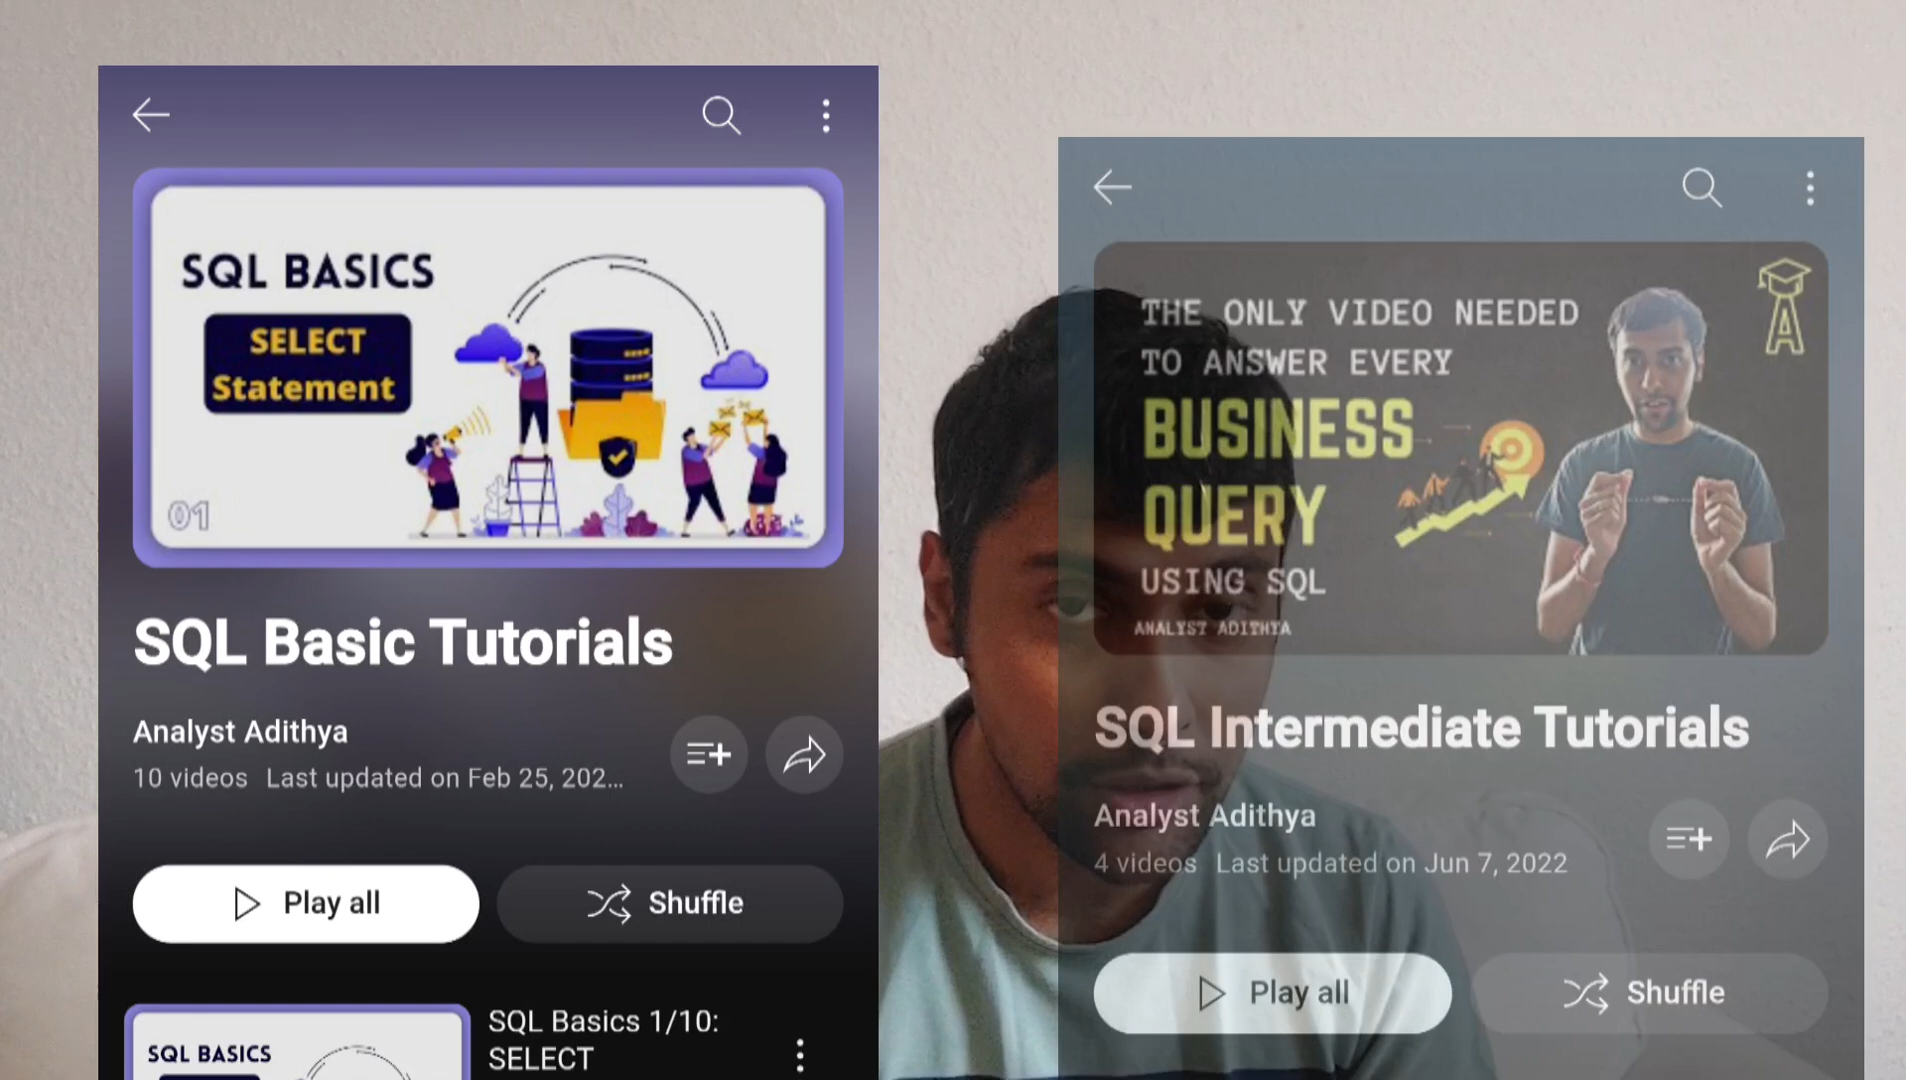 SQL BASICS
SELECT
Statement
01
SQL Basic Tutorials
Analyst Adithya
10 videos Last updated on Feb 25, 202...
Play all
Shuffle
SQL BASICS
SQL Basics 1/10:
SELECT
THE ONLY VIDEO NEEDED
TO ANSWER EVERY
BUSINESS
QUERY
USING SQL
ANALYST ADITHYA
A
SQL Intermediate Tutorials
Analyst Adithya
4 videos Last updated on Jun 7, 2022
Play all
Shuffle